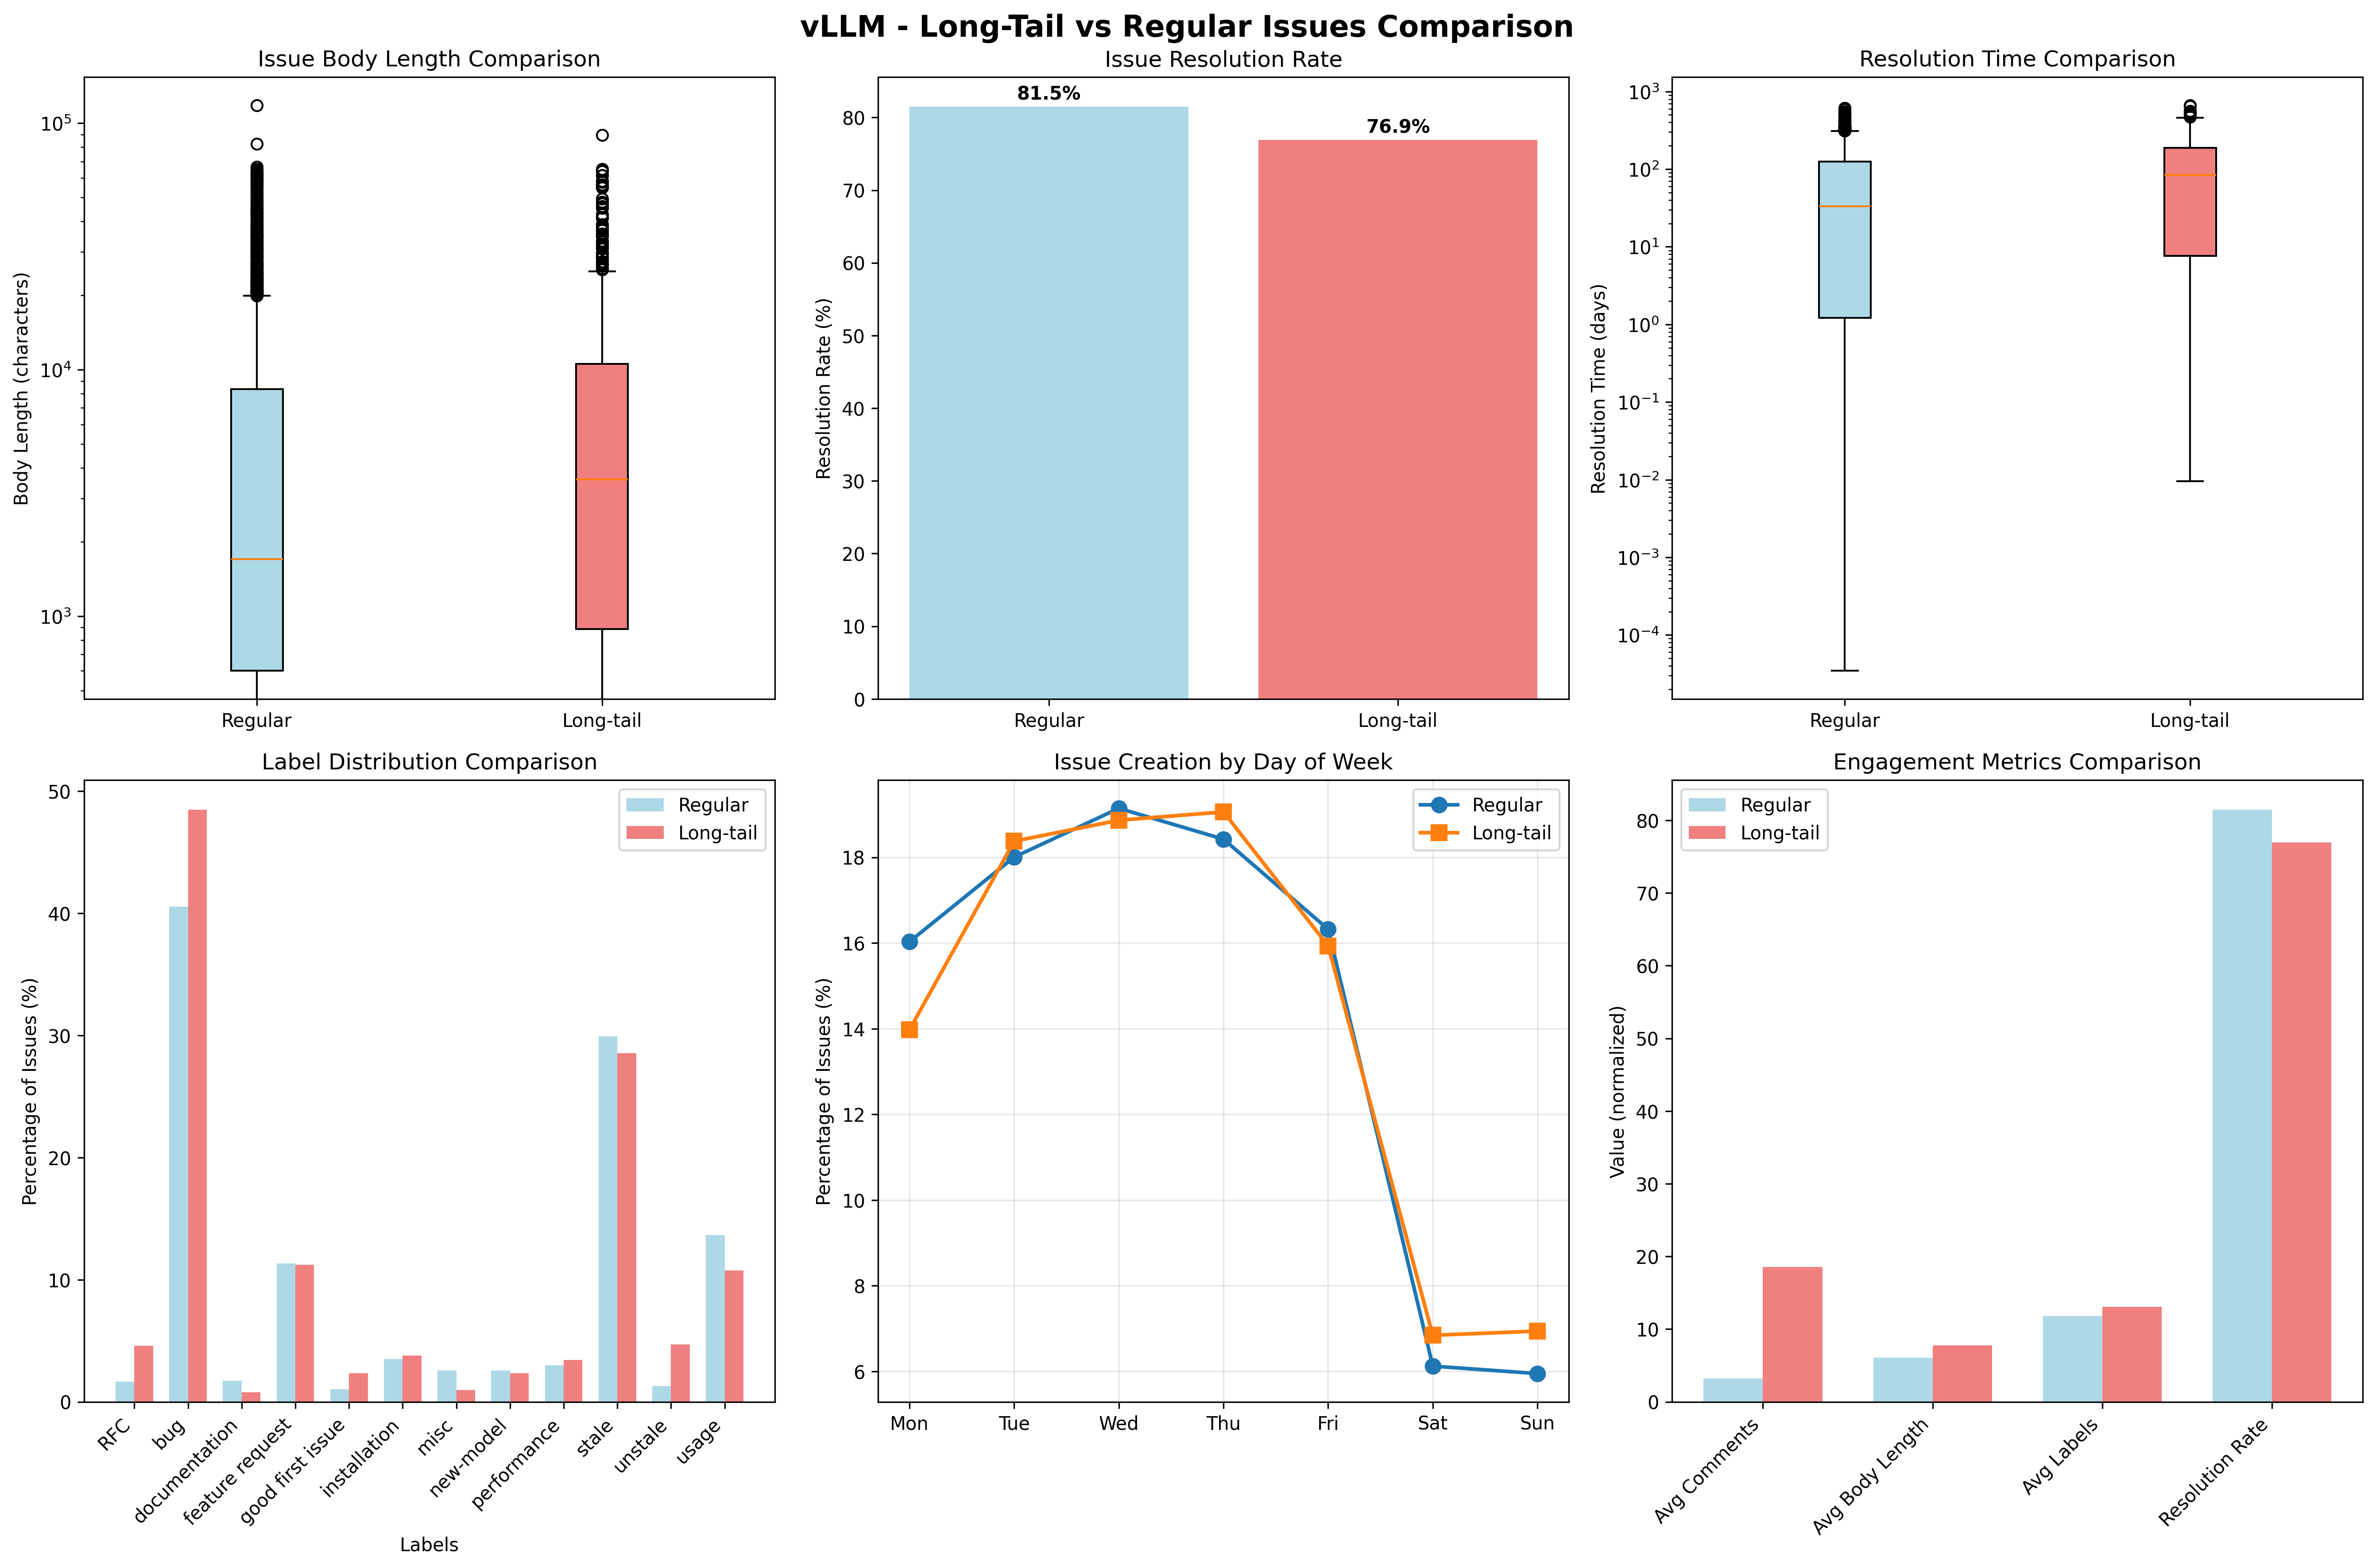 vLLM - Long-Tail vs Regular Issues Comparison
Issue Body Length Comparison
Body Length (characters)
10^5
10^4
10^3
Regular
Long-tail
Issue Resolution Rate
Resolution Rate (%)
80
70
60
50
40
30
20
10
0
81.5%
76.9%
Regular
Long-tail
Resolution Time Comparison
Resolution Time (days)
10^3
10^2
10^1
10^0
10^-1
10^-2
10^-3
10^-4
Regular
Long-tail
Label Distribution Comparison
Percentage of Issues (%)
50
40
30
20
10
0
Regular
Long-tail
RFC
bug
documentation
feature request
good first issue
installation
misc
new-model
performance
stale
unstale
usage
Labels
Issue Creation by Day of Week
Percentage of Issues (%)
18
16
14
12
10
8
6
Regular
Long-tail
Mon
Tue
Wed
Thu
Fri
Sat
Sun
Engagement Metrics Comparison
Value (normalized)
80
70
60
50
40
30
20
10
0
Regular
Long-tail
Avg Comments
Avg Body Length
Avg Labels
Resolution Rate